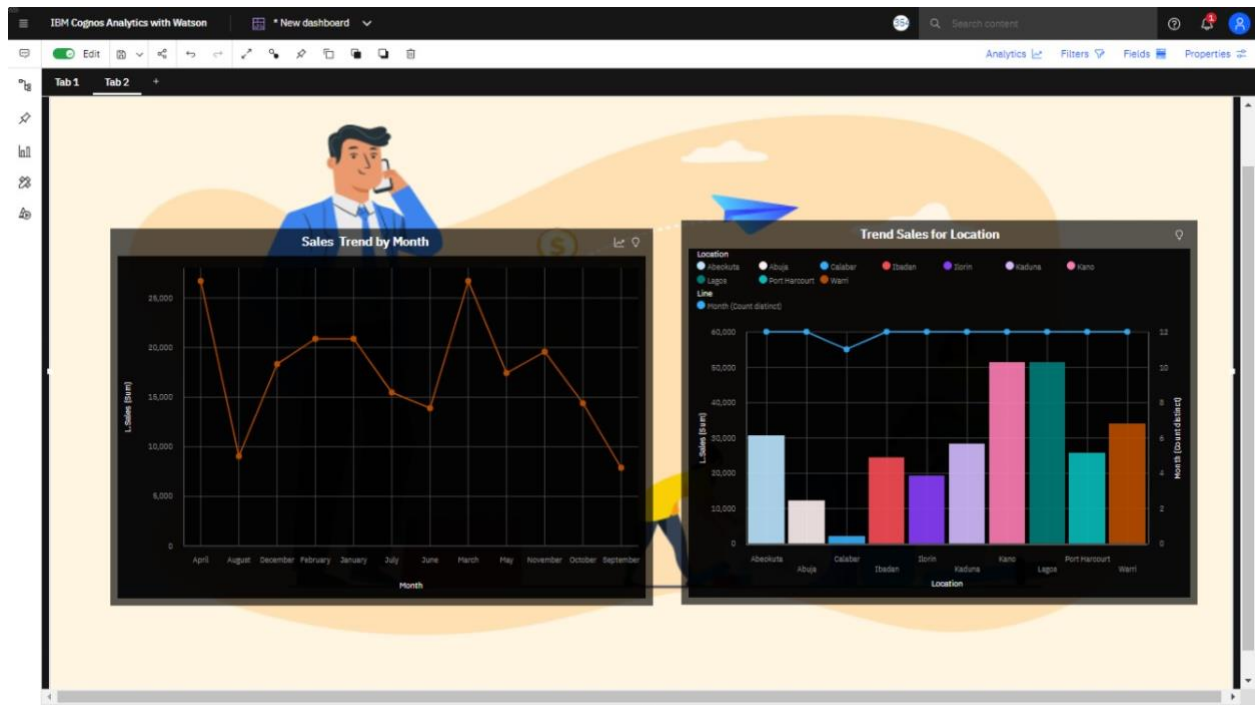 IBM Cognos Analytics with Watson
* New dashboard
354
Search content
1
Edit
Analytics
Filters
Fields
Properties
Tab 1 Tab 2 +
Sales Trend by Month
25,000
20,000
15,000
10,000
5,000
0
L.Sales (Sum)
April August December February January July June March May November October September
Month
Trend Sales for Location
Location
Abeokuta Abuja Calabar Ibadan Ilorin Kaduna Kano
Lagos Port Harcourt Warri
Line
Month (Count distinct)
60,000 12
50,000 10
40,000 8
30,000 6
20,000 4
10,000 2
0 0
L.Sales (Sum)
Month (Count distinct)
Abeokuta Calabar Ilorin Kano Port Harcourt
Abuja Ibadan Kaduna Lagos Warri
Location